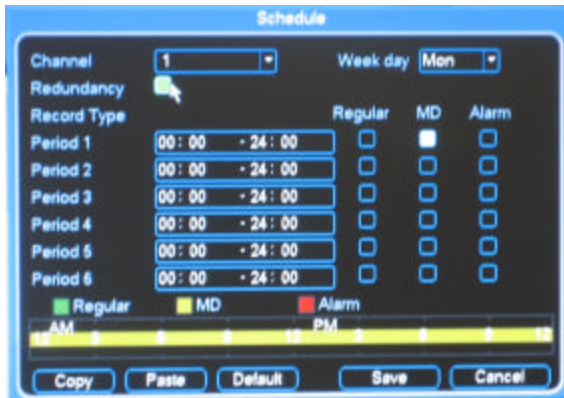 Schedule
Channel 1 Week day Mon
Redundancy
Record Type Regular MD Alarm
Period 1 00:00 - 24:00
Period 2 00:00 - 24:00
Period 3 00:00 - 24:00
Period 4 00:00 - 24:00
Period 5 00:00 - 24:00
Period 6 00:00 - 24:00
Regular MD Alarm
AM PM
12 3 6 9 12 3 6 9 12
Copy Paste Default Save Cancel